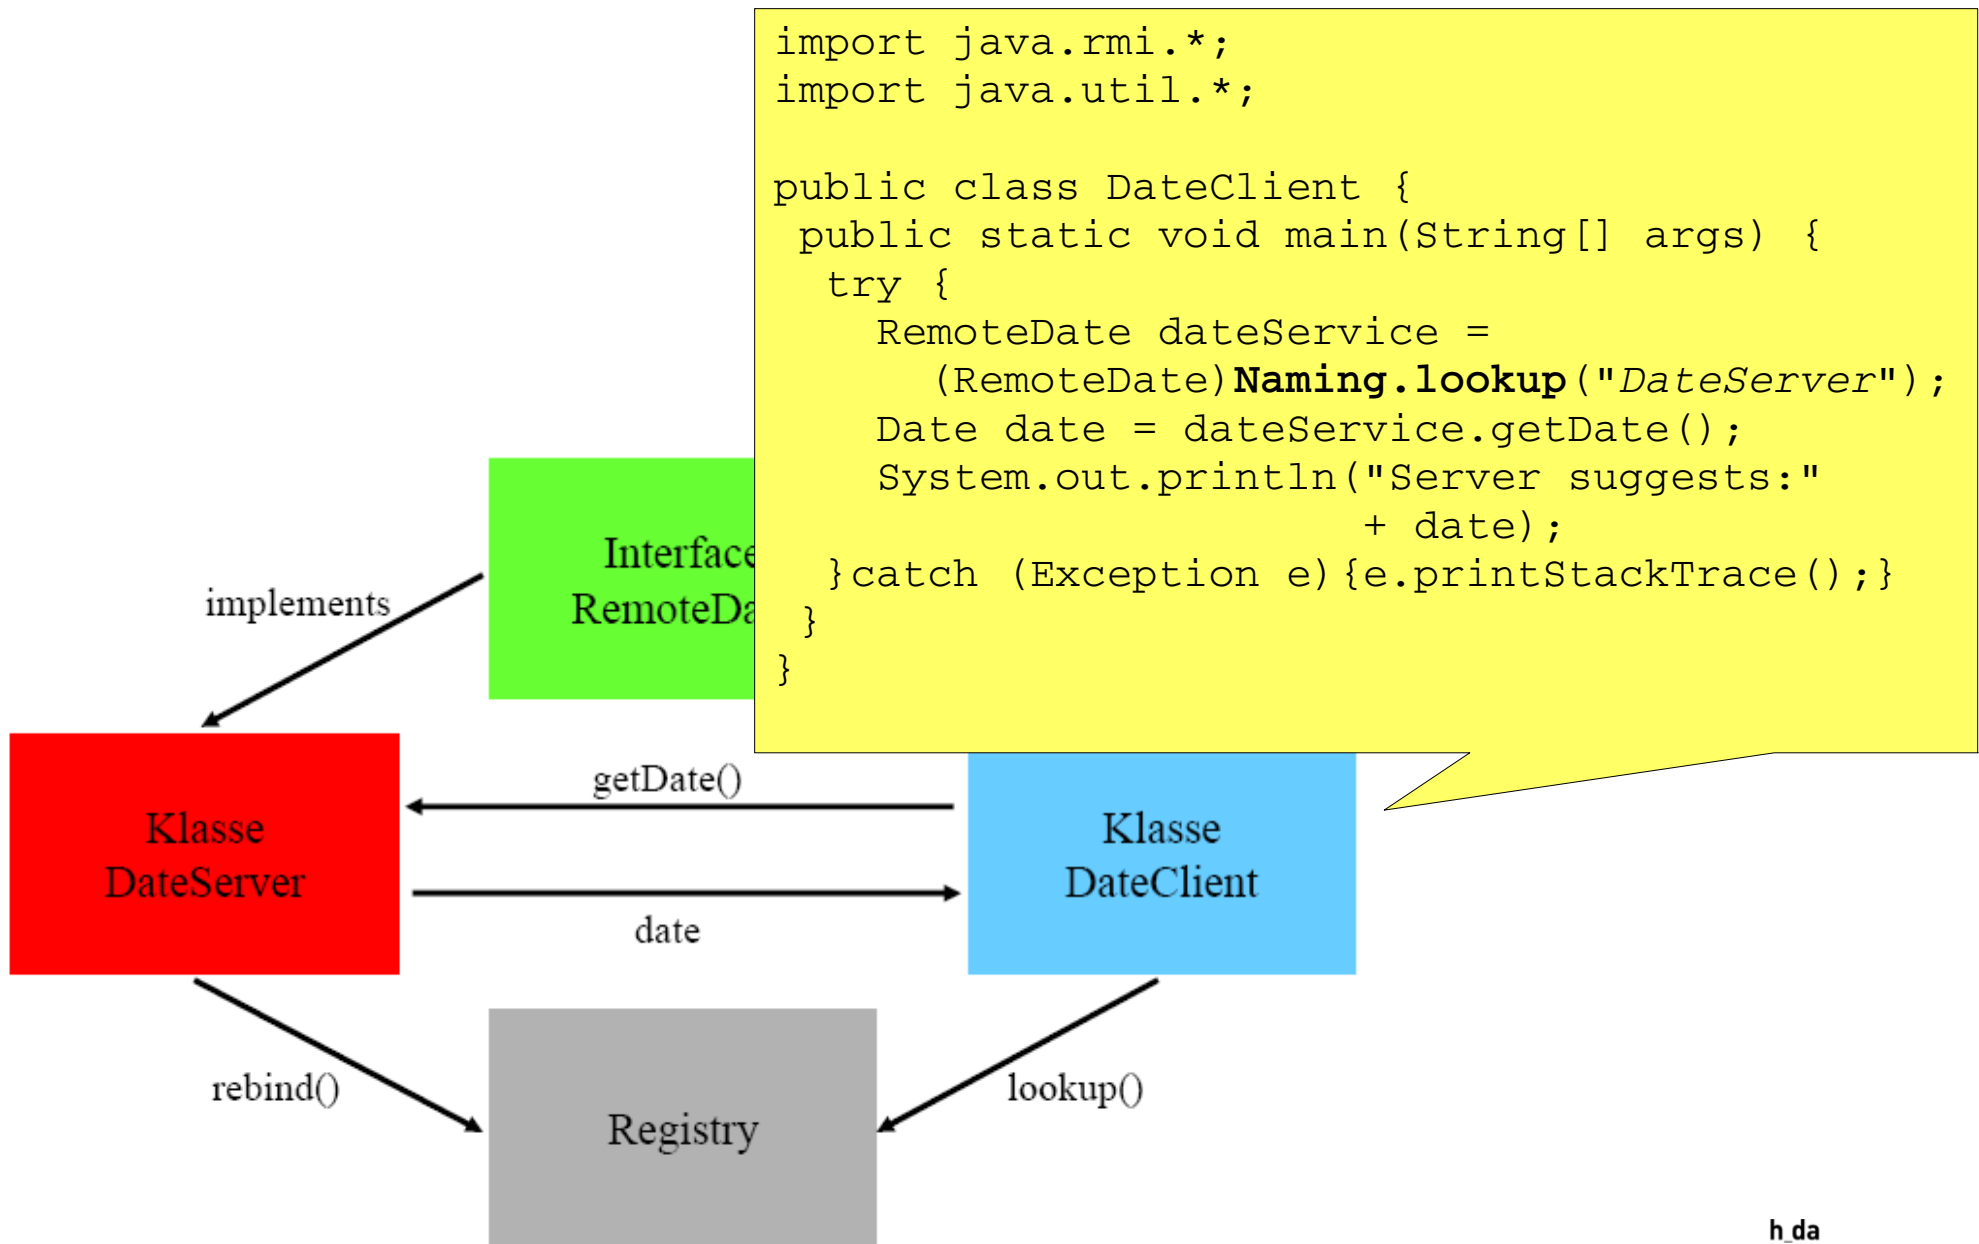 import java.rmi.*;
import java.util.*;
public class DateClient {
public static void main(String[] args) {
try {
RemoteDate dateService =
(RemoteDate)Naming.lookup("DateServer");
Date date = dateService.getDate();
System.out.println("Server suggests:"
+ date);
}catch (Exception e){e.printStackTrace();}
}
}
Interface
RemoteDa
implements
Klasse
DateServer
getDate()
date
Klasse
DateClient
rebind()
Registry
lookup()
h_da